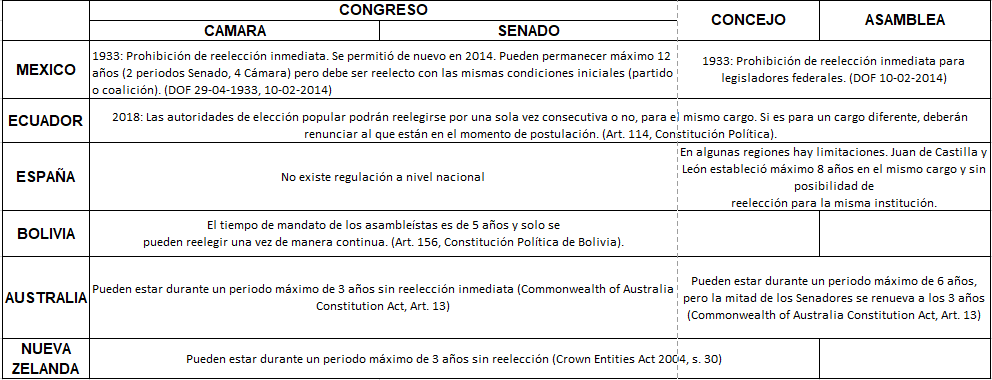 CONGRESO
CONCEJO
ASAMBLEA
CAMARA
SENADO
MEXICO
1933: Prohibición de reelección inmediata. Se permitió de nuevo en 2014. Pueden permanecer máximo 12
años (2 periodos Senado, 4 Cámara) pero debe ser reelecto con las mismas condiciones iniciales (partido
o coalición). (DOF 29-04-1933, 10-02-2014)
1933: Prohibición de reelección inmediata para
legisladores federales. (DOF 10-02-2014)
ECUADOR
2018: Las autoridades de elección popular podrán reelegirse por una sola vez consecutiva o no, para el mismo cargo. Si es para un cargo diferente, deberán
renunciar al que están en el momento de postulación. (Art. 114, Constitución Política).
ESPAÑA
No existe regulación a nivel nacional
En algunas regiones hay limitaciones. Juan de Castilla y
León estableció máximo 8 años en el mismo cargo y sin
posibilidad de
reelección para la misma institución.
BOLIVIA
El tiempo de mandato de los asambleístas es de 5 años y solo se
pueden reelegir una vez de manera continua. (Art. 156, Constitución Política de Bolivia).
AUSTRALIA
Pueden estar durante un periodo máximo de 3 años sin reelección inmediata (Commonwealth of Australia
Constitution Act, Art. 13)
Pueden estar durante un periodo máximo de 6 años,
pero la mitad de los Senadores se renueva a los 3 años
(Commonwealth of Australia Constitution Act, Art. 13)
NUEVA
ZELANDA
Pueden estar durante un periodo máximo de 3 años sin reelección (Crown Entities Act 2004, s. 30)